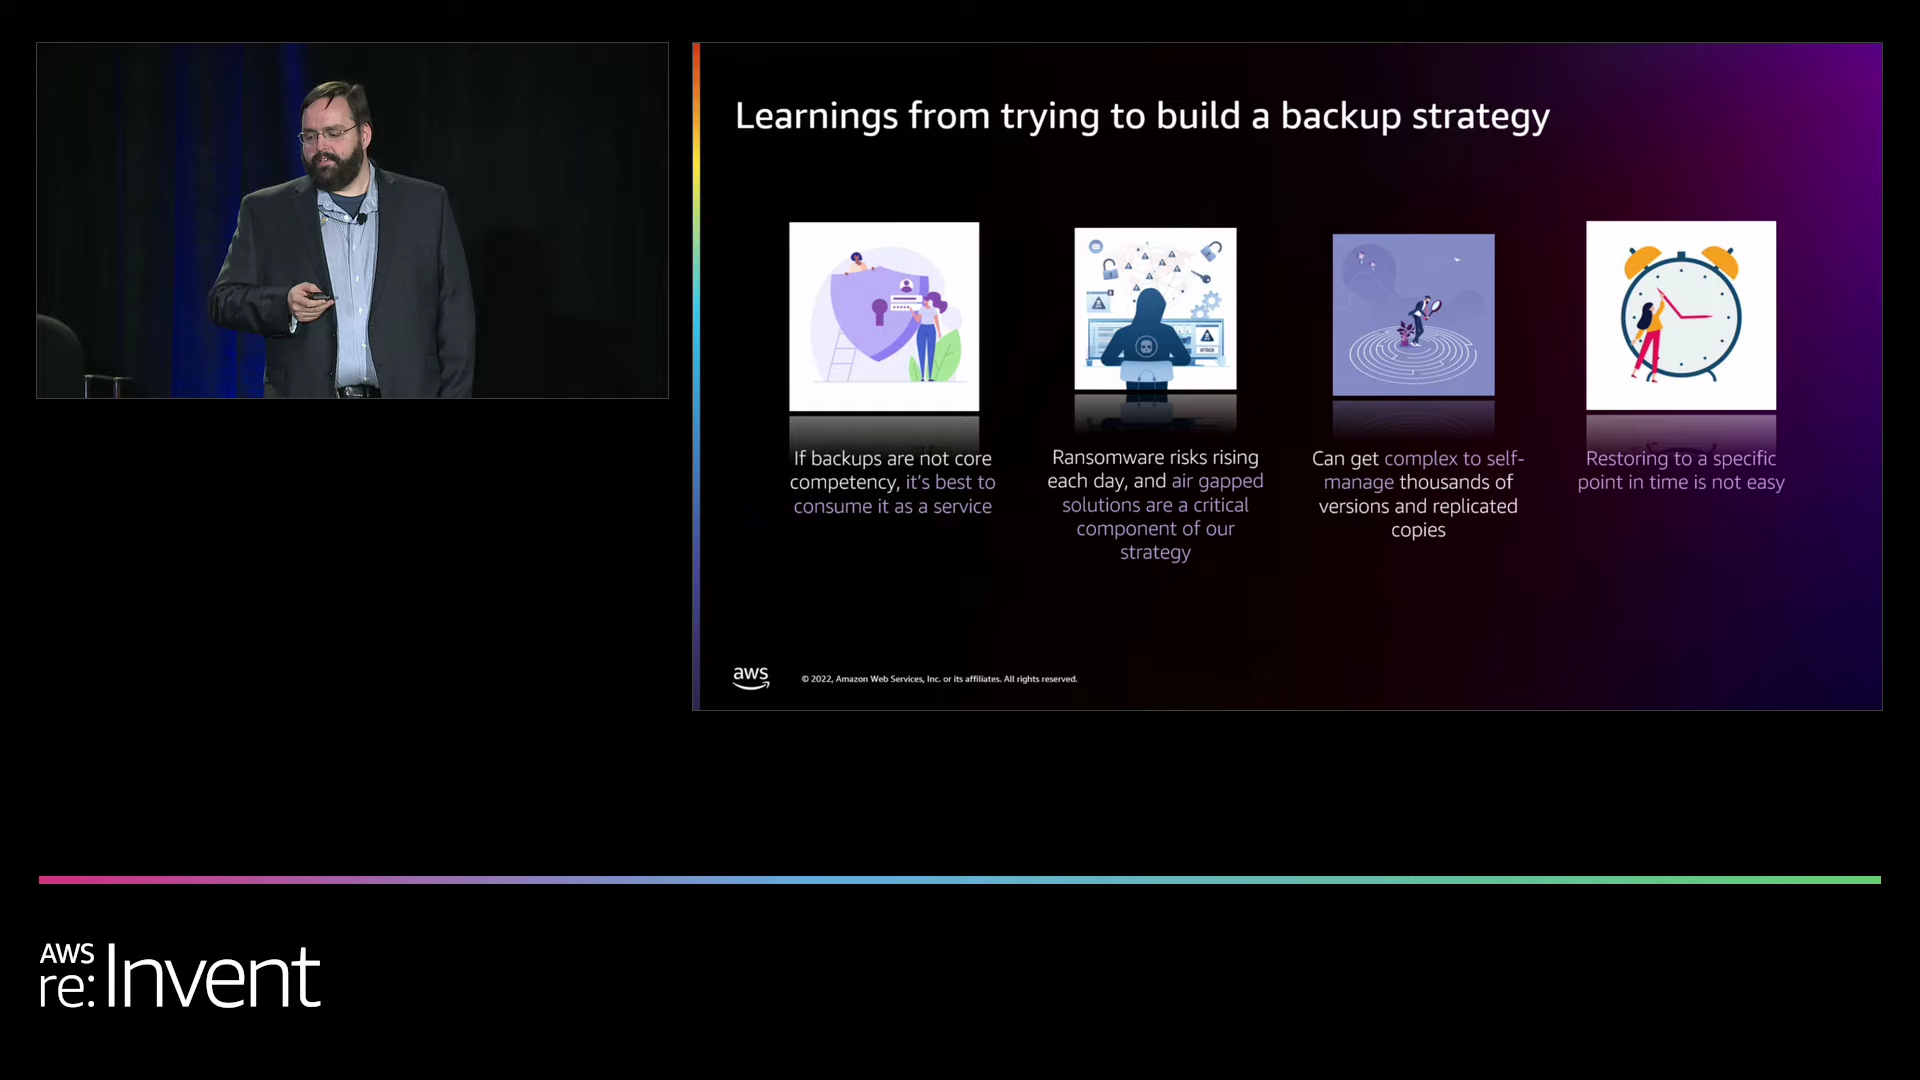 Learnings from trying to build a backup strategy
If backups are not core
competency, it's best to
consume it as a service
Ransomware risks rising
each day, and air gapped
solutions are a critical
component of our
strategy
ATTACK
Can get complex to self-
manage thousands of
versions and replicated
copies
Restoring to a specific
point in time is not easy
aws
© 2022, Amazon Web Services, Inc. or its affiliates. All rights reserved.
AWS
re:Invent